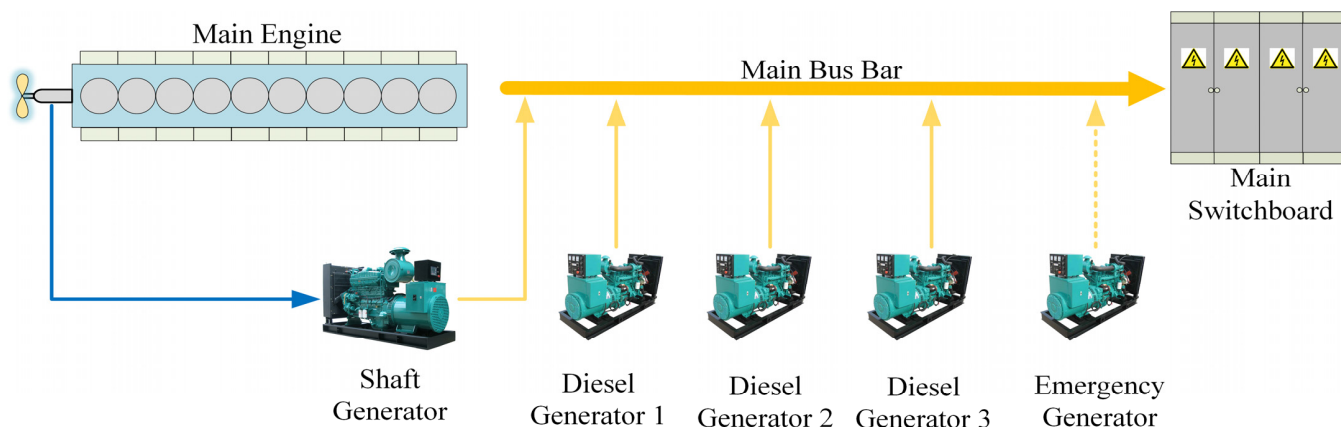 Main Engine
Main Bus Bar
Main
Switchboard
Shaft
Generator
Diesel
Generator 1
Diesel
Generator 2
Diesel
Generator 3
Emergency
Generator